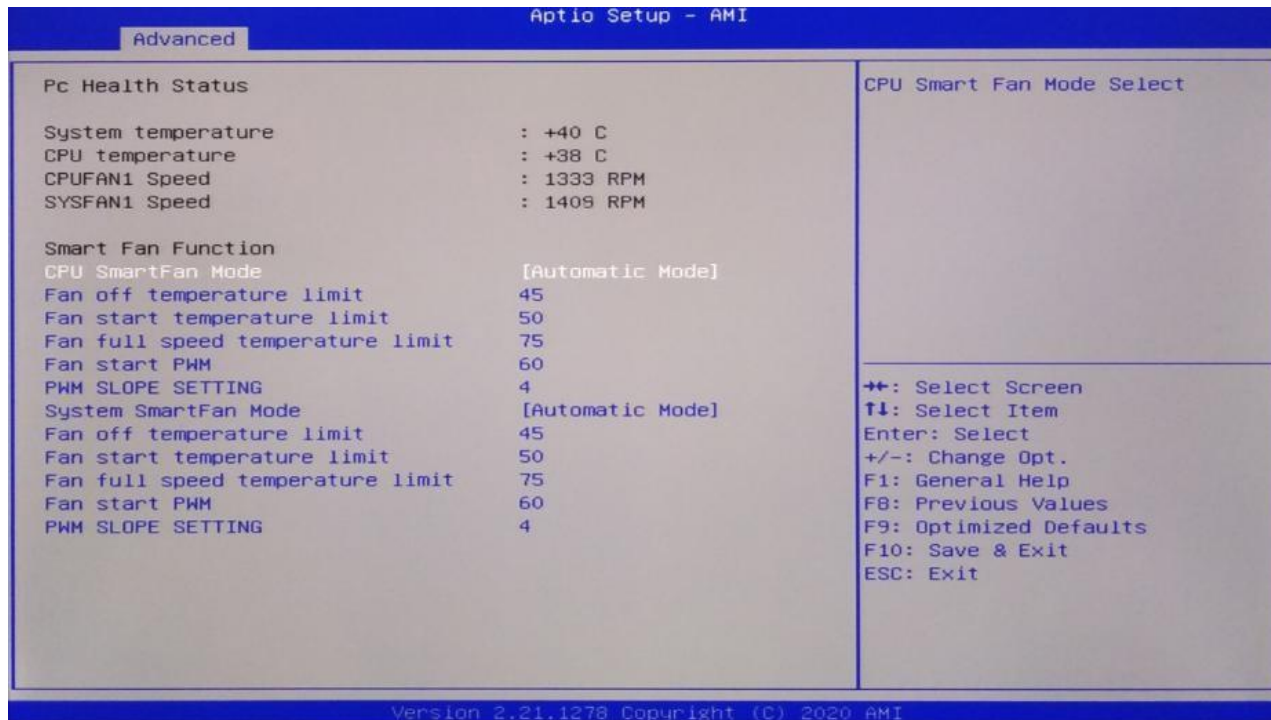 Aptio Setup - AMI
Advanced
Pc Health Status
System temperature : +40 C
CPU temperature : +38 C
CPUFAN1 Speed : 1333 RPM
SYSFAN1 Speed : 1409 RPM
Smart Fan Function
CPU SmartFan Mode [Automatic Mode]
Fan off temperature limit 45
Fan start temperature limit 50
Fan full speed temperature limit 75
Fan start PWM 60
PWM SLOPE SETTING 4
System SmartFan Mode [Automatic Mode]
Fan off temperature limit 45
Fan start temperature limit 50
Fan full speed temperature limit 75
Fan start PWM 60
PWM SLOPE SETTING 4
CPU Smart Fan Mode Select
→←: Select Screen
↑↓: Select Item
Enter: Select
+/-: Change Opt.
F1: General Help
F8: Previous Values
F9: Optimized Defaults
F10: Save & Exit
ESC: Exit
Version 2.21.1278 Copyright (C) 2020 AMI